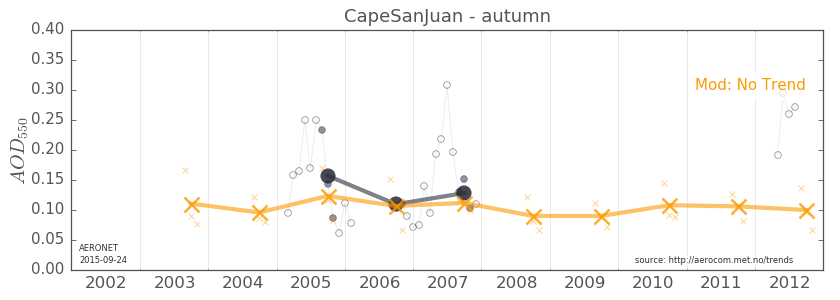 CapeSanJuan - autumn
0.40
0.35
0.30
0.25
0.20
0.15
0.10
0.05
0.00
AOD550
Mod: No Trend
AERONET
2015-09-24
source: http://aerocom.met.no/trends
2002 2003 2004 2005 2006 2007 2008 2009 2010 2011 2012